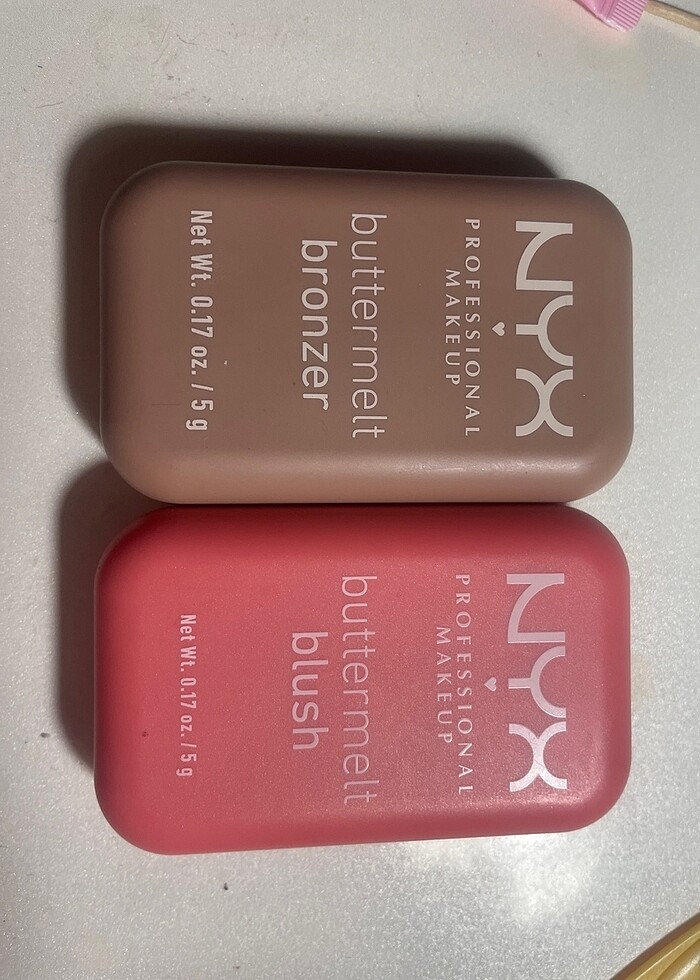 NYX
PROFESSIONAL
MAKEUP
buttermelt
bronzer
Net Wt. 0.17 oz. / 5 g
NYX
PROFESSIONAL
MAKEUP
buttermelt
blush
Net Wt. 0.17 oz. / 5 g